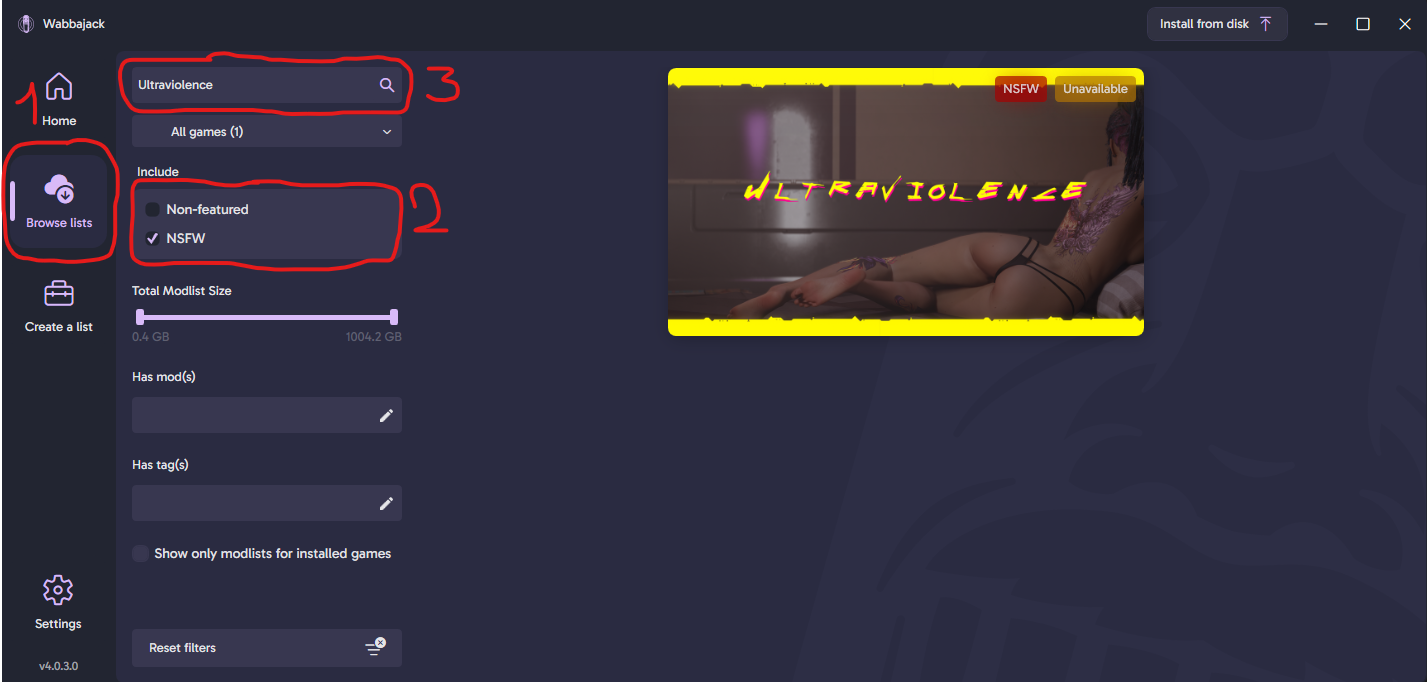 Wabbajack
Install from disk
1
Home
Browse lists
Create a list
Settings
v4.0.3.0
Ultraviolence
3
All games (1)
Include
Non-featured
NSFW
2
Total Modlist Size
0.4 GB
1004.2 GB
Has mod(s)
Has tag(s)
Show only modlists for installed games
Reset filters
NSFW
Unavailable
ULTRAVIOLENCE